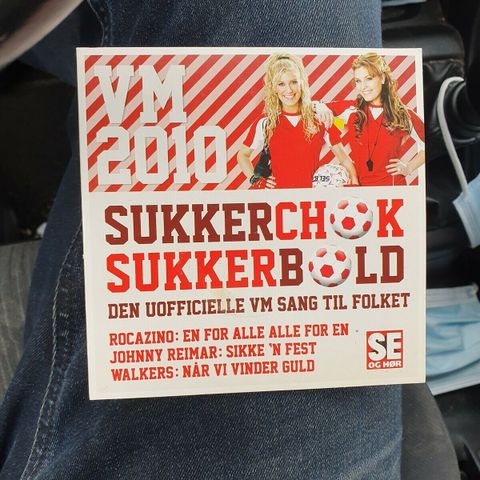 VM
2010
SUKKERCHOK
SUKKERBOLD
DEN UOFFICIELLE VM SANG TIL FOLKET
ROCAZINO: EN FOR ALLE ALLE FOR EN
JOHNNY REIMAR: SIKKE 'N FEST
WALKERS: NÅR VI VINDER GULD
SE
OG HØR